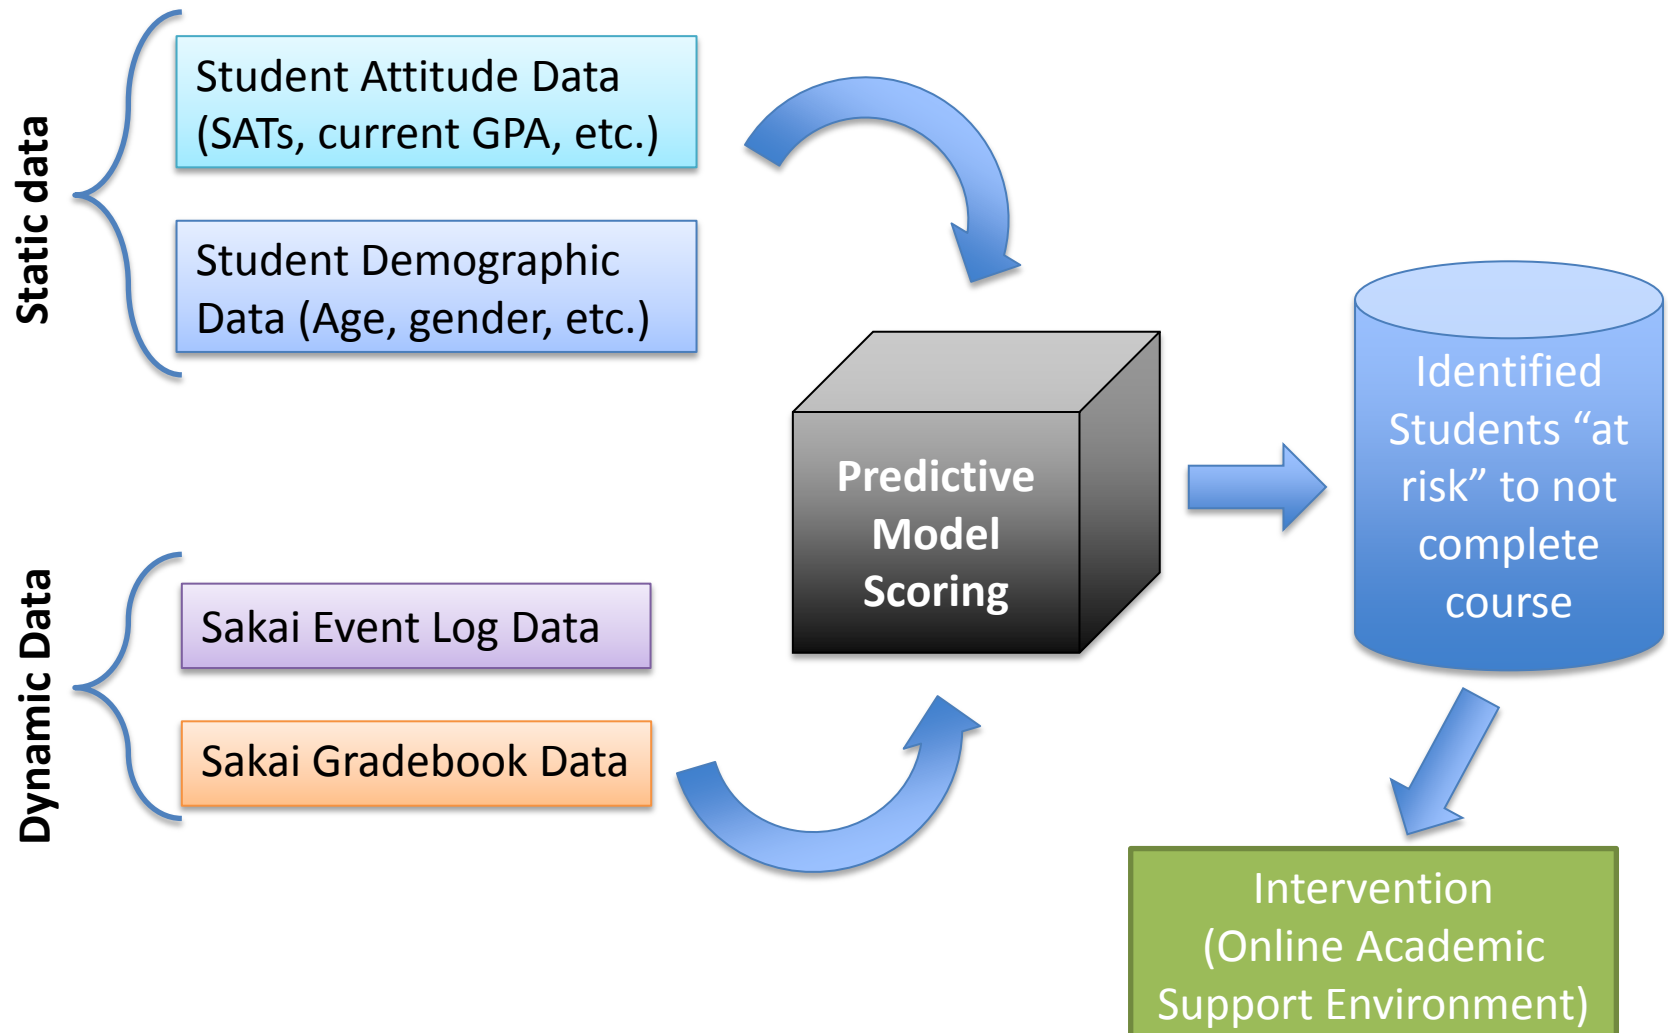 Static data
Student Attitude Data
(SATs, current GPA, etc.)
Student Demographic
Data (Age, gender, etc.)
Dynamic Data
Sakai Event Log Data
Sakai Gradebook Data
Predictive
Model
Scoring
Identified
Students “at
risk” to not
complete
course
Intervention
(Online Academic
Support Environment)